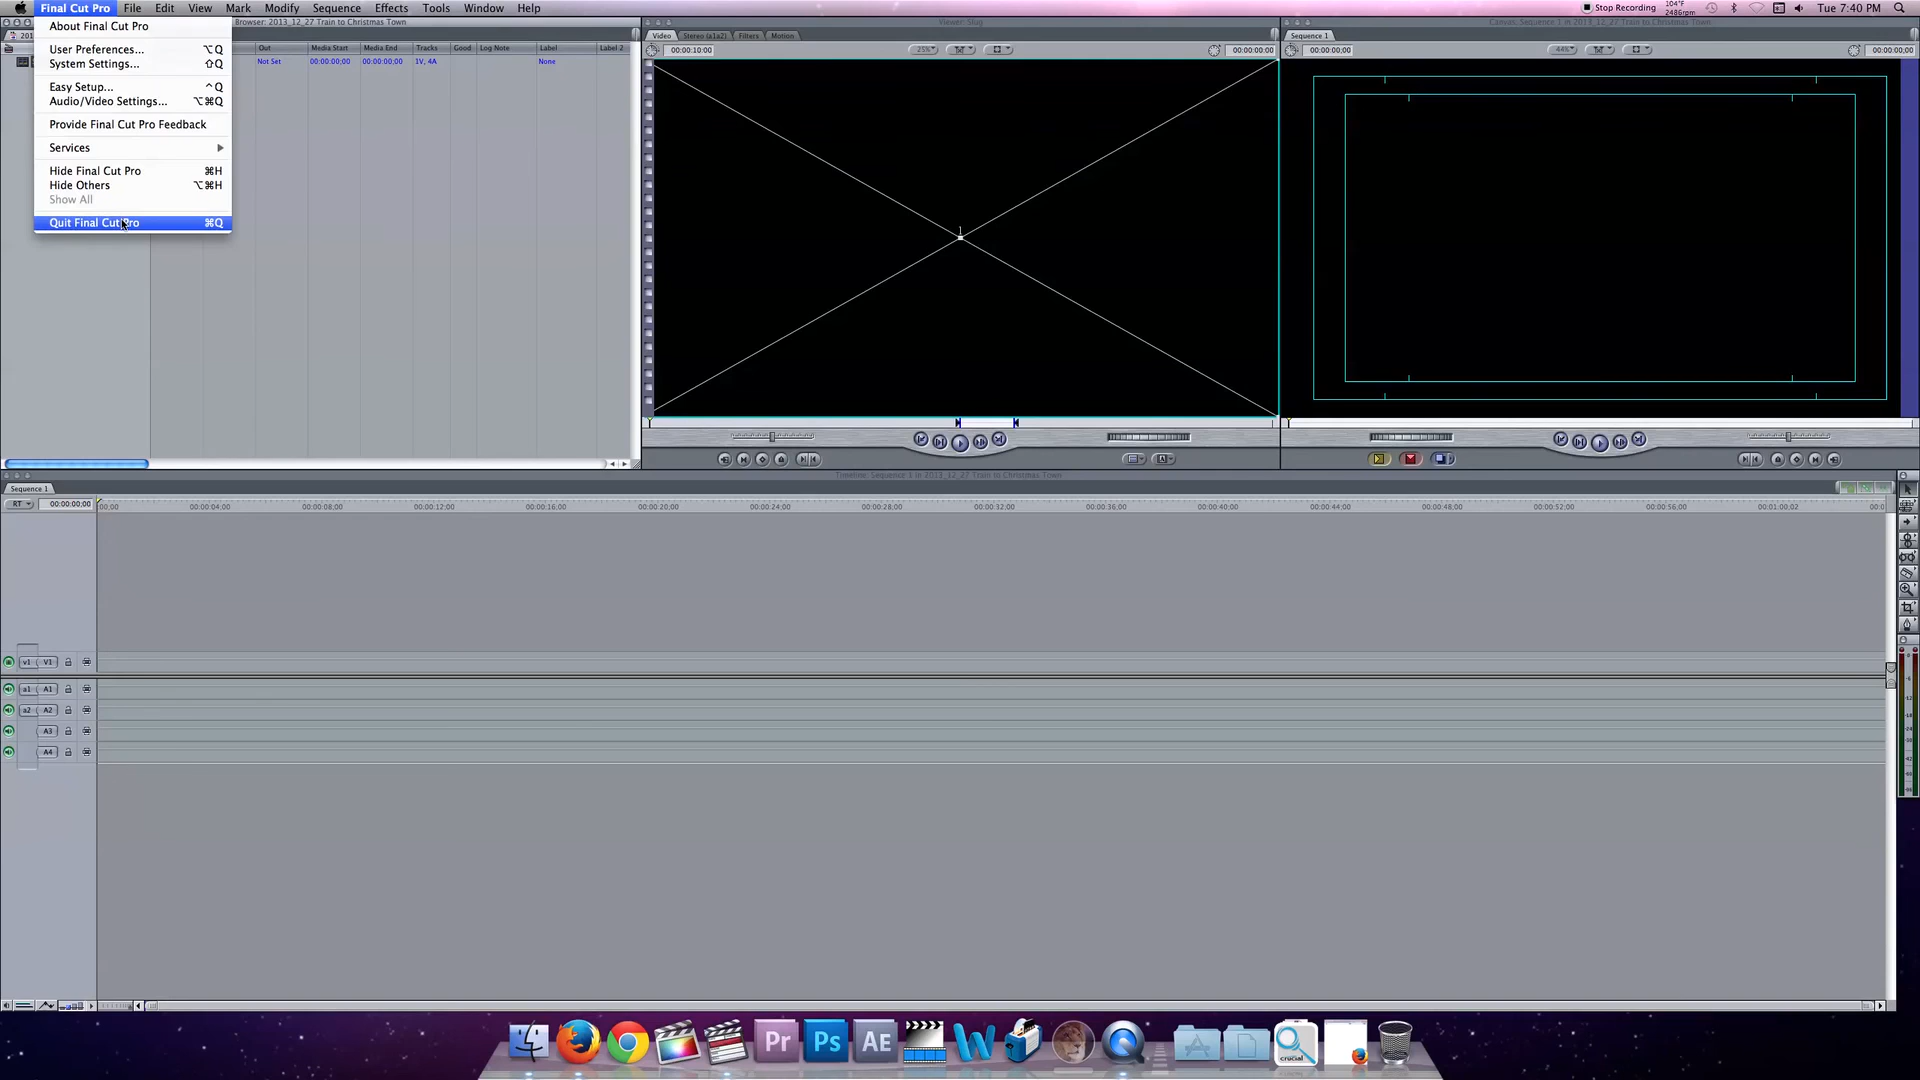 Final Cut Pro File Edit View Mark Modify Sequence Effects Tools Window Help
Stop Recording 104°F 2486rpm Tue 7:40 PM
About Final Cut Pro
User Preferences... ⌥Q
System Settings... ⇧Q
Easy Setup... ^Q
Audio/Video Settings... ⌥⌘Q
Provide Final Cut Pro Feedback
Services
Hide Final Cut Pro ⌘H
Hide Others ⌥⌘H
Show All
Quit Final Cut Pro ⌘Q
Browser: 2013_12_27 Train to Christmas Town
Out Media Start Media End Tracks Good Log Note Label Label 2
Not Set 00:00:00;00 00:00:00;00 1V, 4A None
Viewer: Slug
Video Stereo (a1a2) Filters Motion
00:00:10:00 25% 00:00:00:00
1
Canvas: Sequence 1 in 2013_12_27 Train to Christmas Town
Sequence 1
00:00:00;00 44% 00:00:00;00
Timeline: Sequence 1 in 2013_12_27 Train to Christmas Town
Sequence 1
RT 00:00:00;00 00:00 00:00:04;00 00:00:08;00 00:00:12;00 00:00:16;00 00:00:20;00 00:00:24;00 00:00:28;00 00:00:32;00 00:00:36;00 00:00:40;00 00:00:44;00 00:00:48;00 00:00:52;00 00:00:56;00 00:01:00;02 00:0
v1 V1
a1 A1
a2 A2
A3
A4
Pr Ps AE W crucial